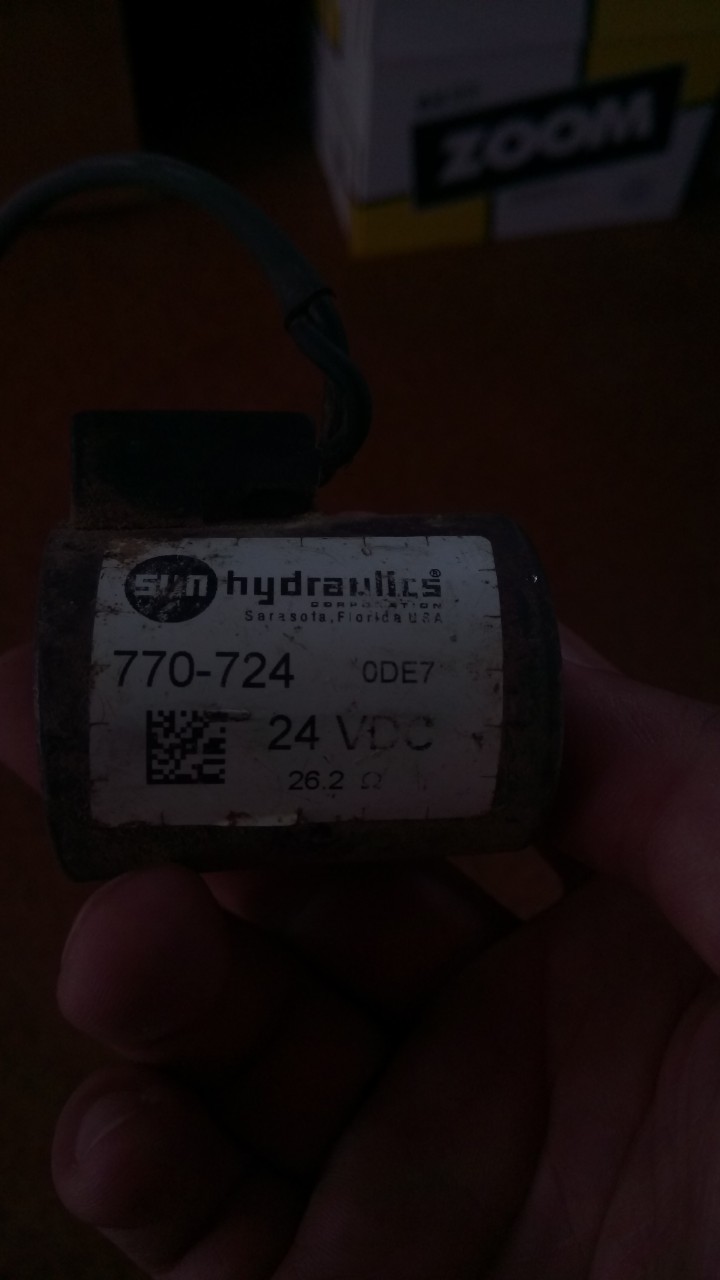 ZOOM
sun hydraulics®
CORPORATION
Sarasota, Florida USA
770-724 0DE7
24 VDC
26.2 Ω